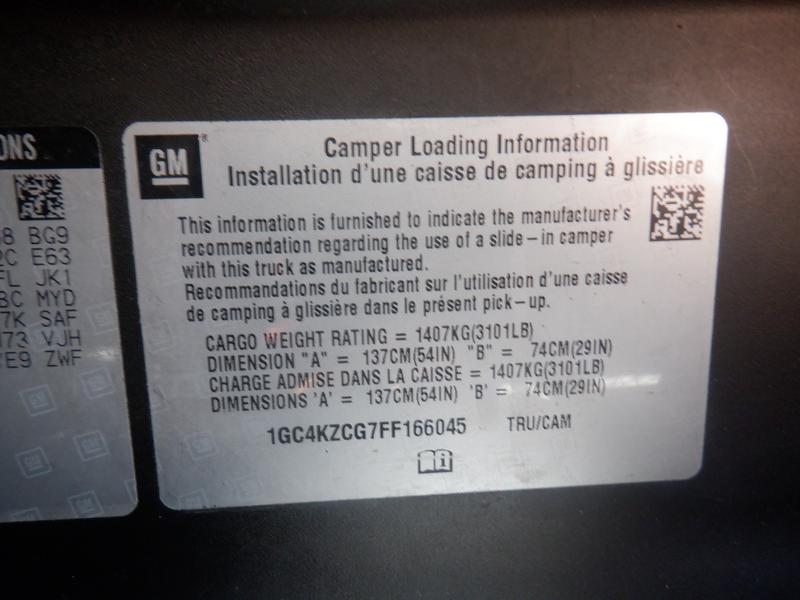 ONS
8 BG9
C E63
FL JK1
BC MYD
7K SAF
J73 VJH
YE9 ZWF
GM ®
Camper Loading Information
Installation d'une caisse de camping à glissière
This information is furnished to indicate the manufacturer's
recommendation regarding the use of a slide-in camper
with this truck as manufactured.
Recommandations du fabricant sur l'utilisation d'une caisse
de camping à glissière dans le présent pick-up.
CARGO WEIGHT RATING = 1407KG(3101LB)
DIMENSION "A" = 137CM(54IN) "B" = 74CM(29IN)
CHARGE ADMISE DANS LA CAISSE = 1407KG(3101LB)
DIMENSIONS 'A' = 137CM(54IN) 'B' = 74CM(29IN)
1GC4KZCG7FF166045 TRU/CAM